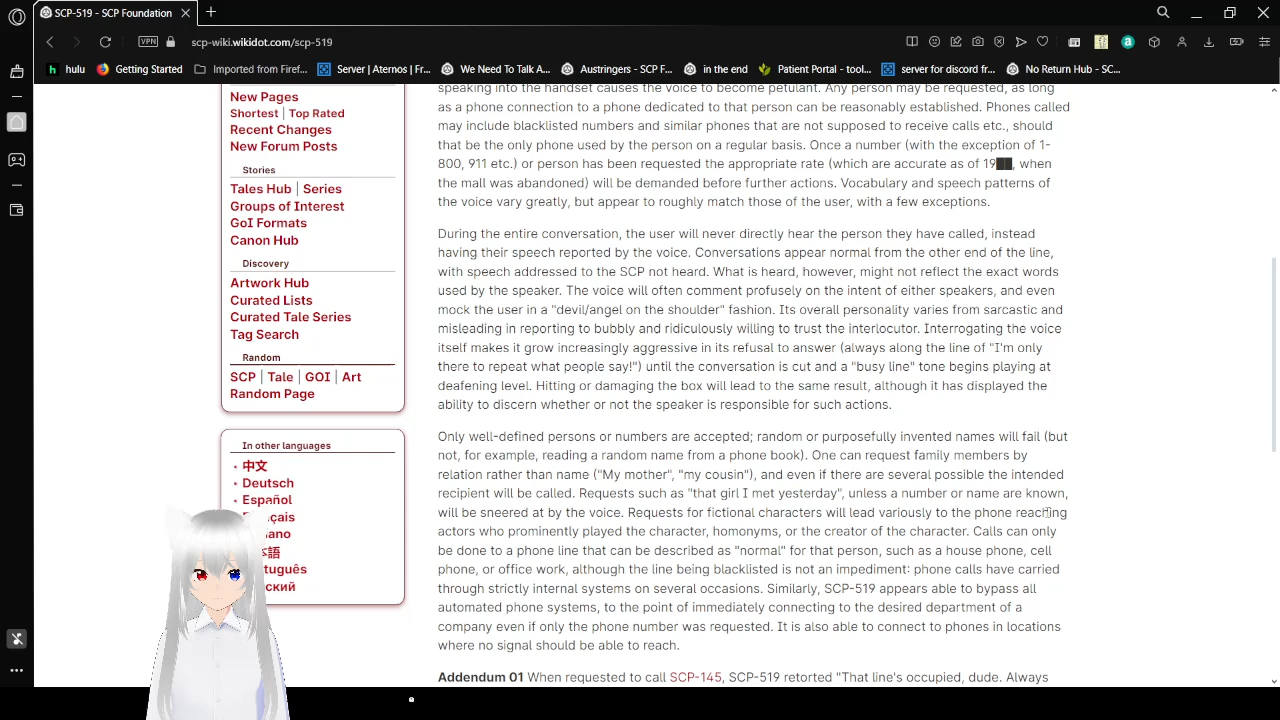 SCP-519 - SCP Foundation
VPN
scp-wiki.wikidot.com/scp-519
hulu
Getting Started
Imported from Firef...
Server | Aternos | Fr...
We Need To Talk A...
Austringers - SCP F...
in the end
Patient Portal - tool...
server for discord fr...
No Return Hub - SC...
New Pages
Shortest | Top Rated
Recent Changes
New Forum Posts
Stories
Tales Hub | Series
Groups of Interest
GoI Formats
Canon Hub
Discovery
Artwork Hub
Curated Lists
Curated Tale Series
Tag Search
Random
SCP | Tale | GOI | Art
Random Page
In other languages
中文
Deutsch
Español
speaking into the handset causes the voice to become petulant. Any person may be requested, as long
as a phone connection to a phone dedicated to that person can be reasonably established. Phones called
may include blacklisted numbers and similar phones that are not supposed to receive calls etc., should
that be the only phone used by the person on a regular basis. Once a number (with the exception of 1-
800, 911 etc.) or person has been requested the appropriate rate (which are accurate as of 19██, when
the mall was abandoned) will be demanded before further actions. Vocabulary and speech patterns of
the voice vary greatly, but appear to roughly match those of the user, with a few exceptions.
During the entire conversation, the user will never directly hear the person they have called, instead
having their speech reported by the voice. Conversations appear normal from the other end of the line,
with speech addressed to the SCP not heard. What is heard, however, might not reflect the exact words
used by the speaker. The voice will often comment profusely on the intent of either speakers, and even
mock the user in a "devil/angel on the shoulder" fashion. Its overall personality varies from sarcastic and
misleading in reporting to bubbly and ridiculously willing to trust the interlocutor. Interrogating the voice
itself makes it grow increasingly aggressive in its refusal to answer (always along the line of "I'm only
there to repeat what people say!") until the conversation is cut and a "busy line" tone begins playing at
deafening level. Hitting or damaging the box will lead to the same result, although it has displayed the
ability to discern whether or not the speaker is responsible for such actions.
Only well-defined persons or numbers are accepted; random or purposefully invented names will fail (but
not, for example, reading a random name from a phone book). One can request family members by
relation rather than name ("My mother", "my cousin"), and even if there are several possible the intended
recipient will be called. Requests such as "that girl I met yesterday", unless a number or name are known,
will be sneered at by the voice. Requests for fictional characters will lead variously to the phone reaching
actors who prominently played the character, homonyms, or the creator of the character. Calls can only
be done to a phone line that can be described as "normal" for that person, such as a house phone, cell
phone, or office work, although the line being blacklisted is not an impediment: phone calls have carried
through strictly internal systems on several occasions. Similarly, SCP-519 appears able to bypass all
automated phone systems, to the point of immediately connecting to the desired department of a
company even if only the phone number was requested. It is also able to connect to phones in locations
where no signal should be able to reach.
Addendum 01 When requested to call SCP-145, SCP-519 retorted "That line's occupied, dude. Always